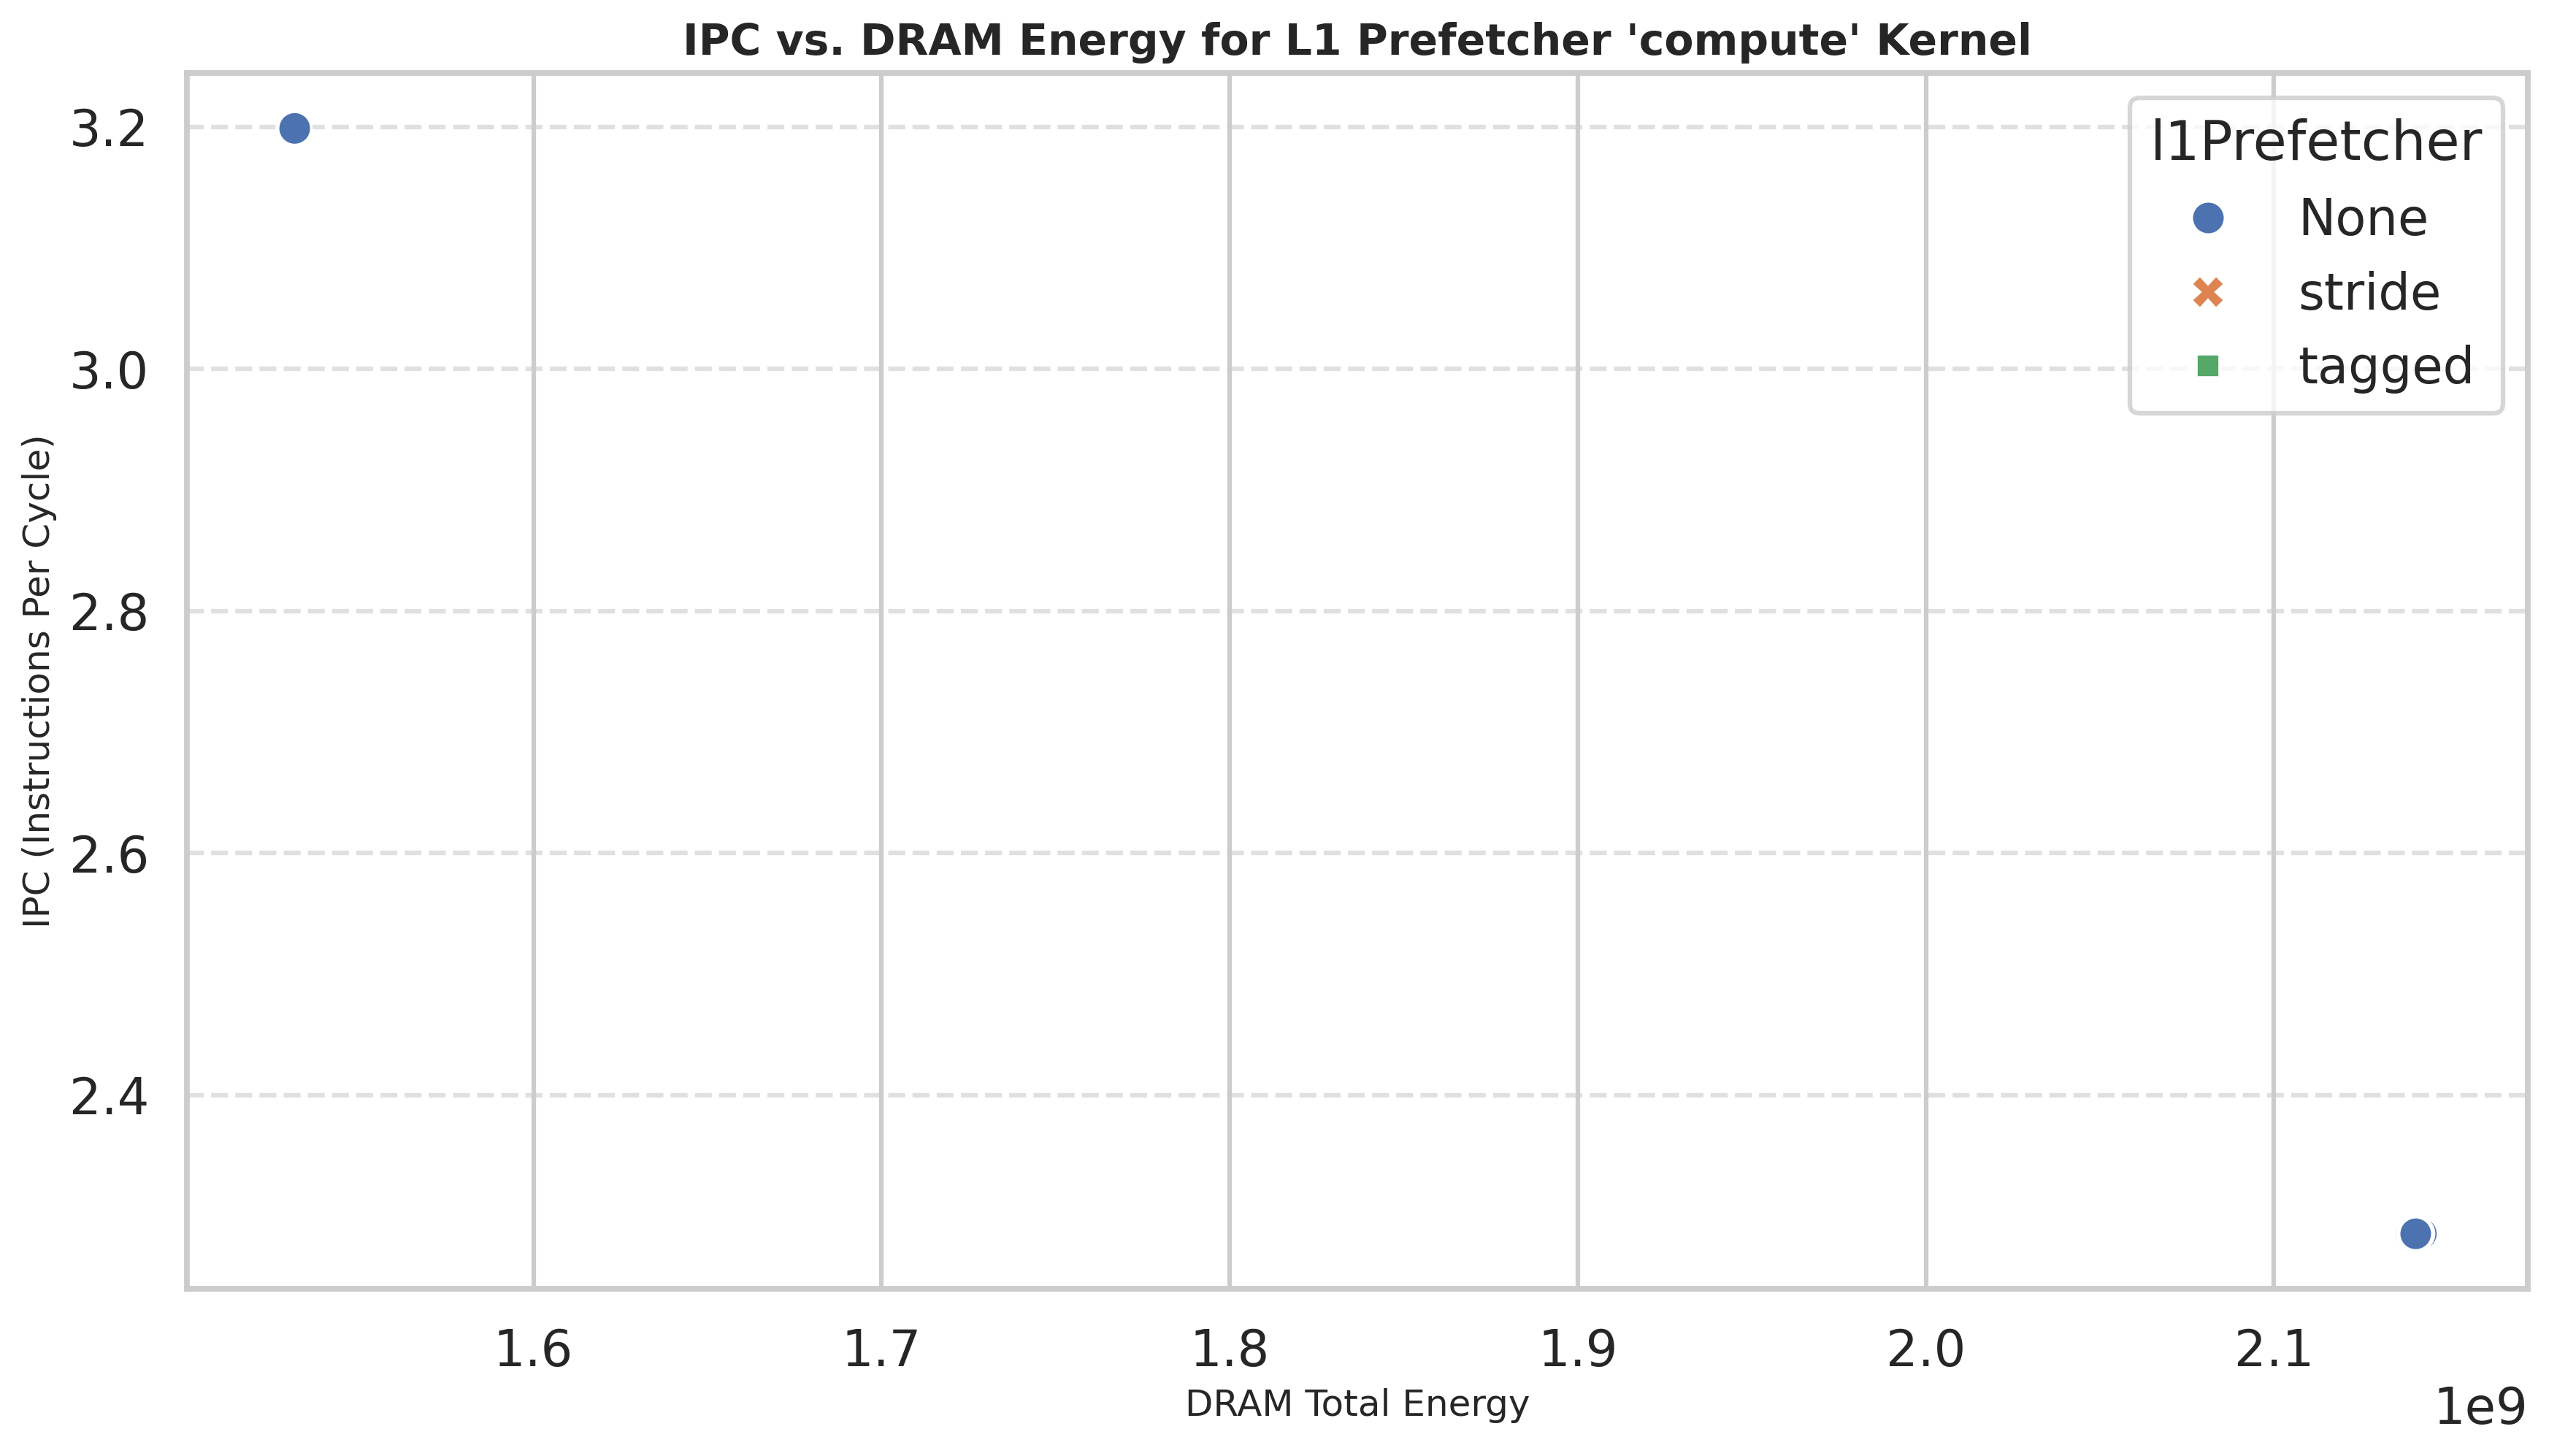 IPC vs. DRAM Energy for L1 Prefetcher 'compute' Kernel
3.2
3.0
2.8
2.6
2.4
IPC (Instructions Per Cycle)
l1Prefetcher
None
stride
tagged
1.6
1.7
1.8
1.9
2.0
2.1
DRAM Total Energy
1e9